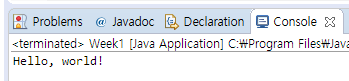 Problems @ Javadoc Declaration Console
<terminated> Week1 [Java Application] C:₩Program Files₩Java
Hello, world!